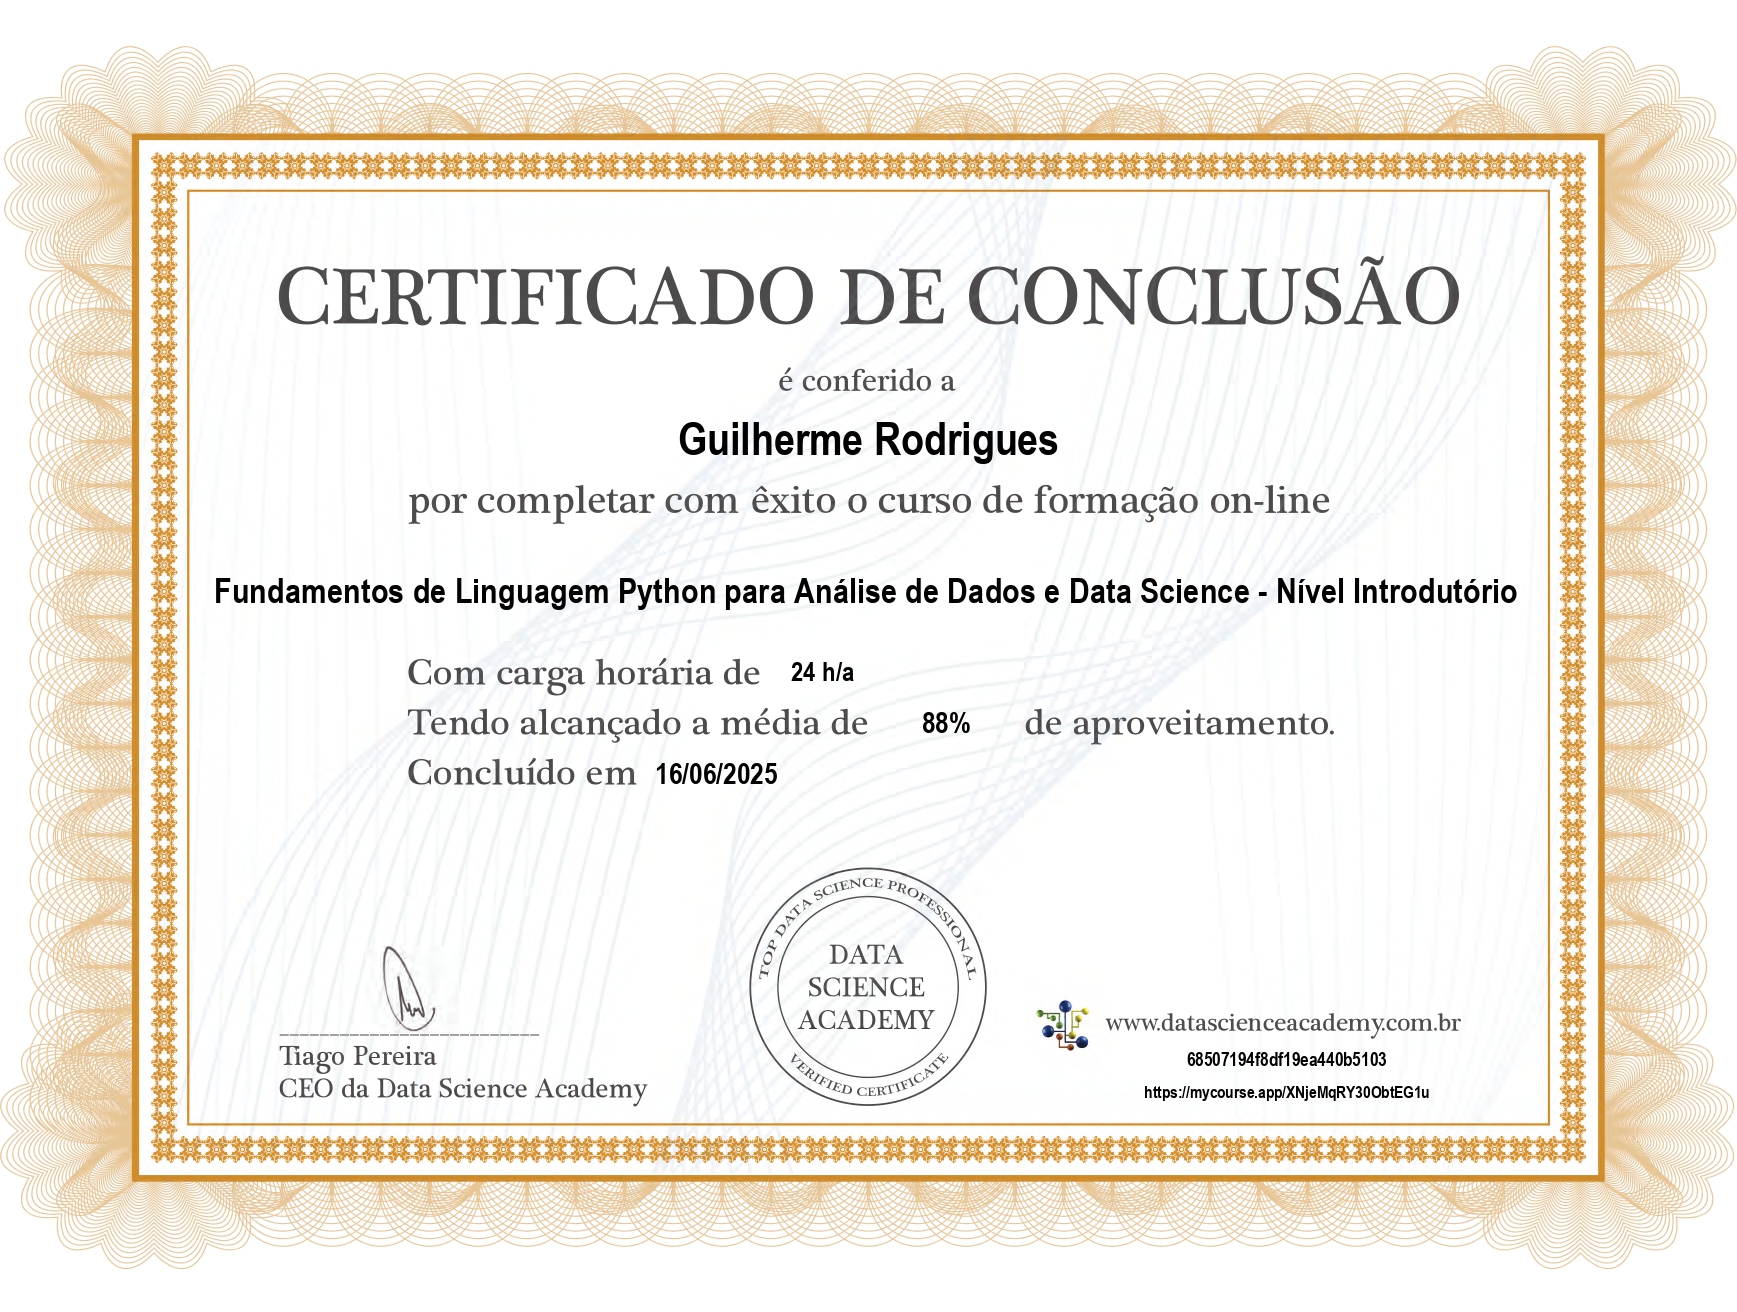 CERTIFICADO DE CONCLUSÃO
é conferido a
Guilherme Rodrigues
por completar com êxito o curso de formação on-line
Fundamentos de Linguagem Python para Análise de Dados e Data Science - Nível Introdutório
Com carga horária de 24 h/a
Tendo alcançado a média de 88% de aproveitamento.
Concluído em 16/06/2025
Tiago Pereira
CEO da Data Science Academy
TOP DATA SCIENCE PROFESSIONAL
DATA
SCIENCE
ACADEMY
VERIFIED CERTIFICATE
www.datascienceacademy.com.br
68507194f8df19ea440b5103
https://mycourse.app/XNjeMqRY30ObtEG1u